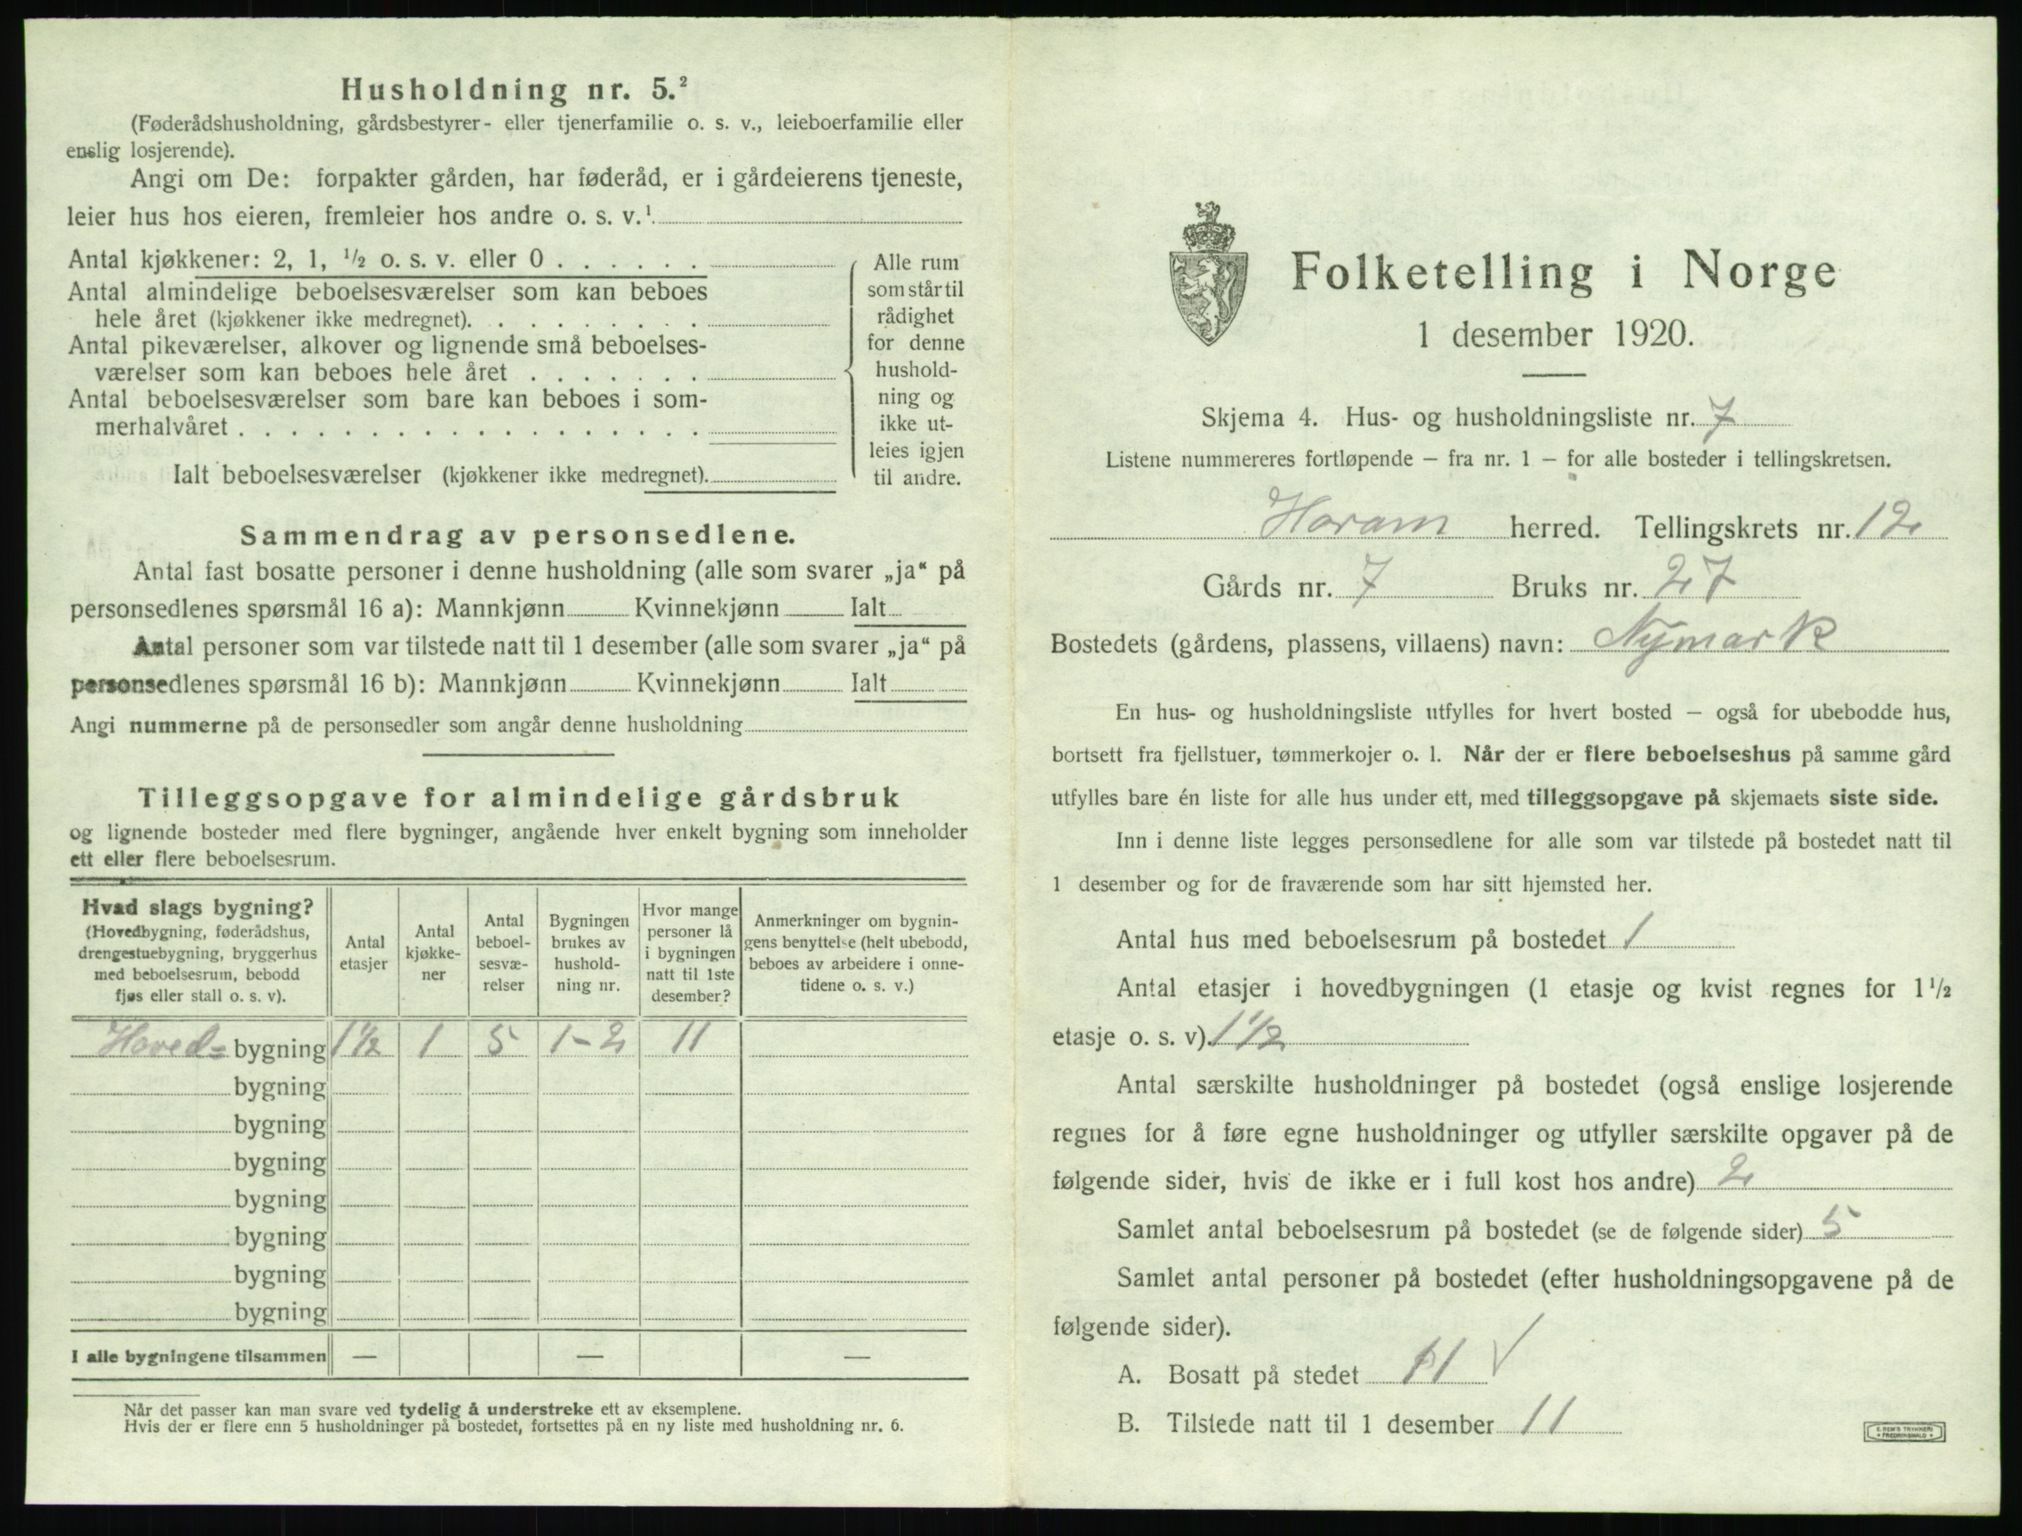 Husholdning nr. 5.²
(Føderådshusholdning, gårdsbestyrer- eller tjenerfamilie o. s. v., leieboerfamilie eller
enslig losjerende).
Angi om De: forpakter gården, har føderåd, er i gårdeierens tjeneste,
leier hus hos eieren, fremleier hos andre o. s. v.¹
Antal kjøkkener: 2, 1, ½ o. s. v. eller 0 . . . . . .
Antal almindelige beboelsesværelser som kan beboes
hele året (kjøkkener ikke medregnet). . . . . . . . .
Antal pikeværelser, alkover og lignende små beboelses-
værelser som kan beboes hele året . . . . . . .
Antal beboelsesværelser som bare kan beboes i som-
merhalvåret . . . . . . . . . . . . . . . . . .
Ialt beboelsesværelser (kjøkkener ikke medregnet).
Alle rum
som står til
rådighet
for denne
hushold-
ning og
ikke ut-
leies igjen
til andre.
Sammendrag av personsedlene.
Antal fast bosatte personer i denne husholdning (alle som svarer „ja“ på
personsedlenes spørsmål 16 a): Mannkjønn Kvinnekjønn Ialt
Antal personer som var tilstede natt til 1 desember (alle som svarer „ja“ på
personsedlenes spørsmål 16 b): Mannkjønn Kvinnekjønn Ialt
Angi nummerne på de personsedler som angår denne husholdning
Tilleggsopgave for almindelige gårdsbruk
og lignende bosteder med flere bygninger, angående hver enkelt bygning som inneholder
ett eller flere beboelsesrum.
Hvad slags bygning?
(Hovedbygning, føderådshus,
drengestuebygning, bryggerhus
med beboelsesrum, bebodd
fjøs eller stall o. s. v).
Antal
etasjer
Antal
kjøkke-
ner
Antal
beboel-
sesvæ-
relser
Bygningen
brukes av
hushold-
ning nr.
Hvor mange
personer lå
i bygningen
natt til 1ste
desember?
Anmerkninger om bygnin-
gens benyttelse (helt ubebodd,
beboes av arbeidere i onne-
tidene o. s. v.)
Hoved= bygning 1½ 1 5 1-2 11
bygning
bygning
bygning
bygning
bygning
bygning
bygning
I alle bygningene tilsammen — — —
Når det passer kan man svare ved tydelig å understreke ett av eksemplene.
Hvis der er flere enn 5 husholdninger på bostedet, fortsettes på en ny liste med husholdning nr. 6.
Folketelling i Norge
1 desember 1920.
Skjema 4. Hus- og husholdningsliste nr. 7
Listene nummereres fortløpende — fra nr. 1 — for alle bosteder i tellingskretsen.
Haram herred. Tellingskrets nr. 12
Gårds nr. 7 Bruks nr. 27
Bostedets (gårdens, plassens, villaens) navn: Nymark
En hus- og husholdningsliste utfylles for hvert bosted — også for ubebodde hus,
bortsett fra fjellstuer, tømmerkojer o. l. Når der er flere beboelseshus på samme gård
utfylles bare én liste for alle hus under ett, med tilleggsopgave på skjemaets siste side.
Inn i denne liste legges personsedlene for alle som var tilstede på bostedet natt til
1 desember og for de fraværende som har sitt hjemsted her.
Antal hus med beboelsesrum på bostedet 1
Antal etasjer i hovedbygningen (1 etasje og kvist regnes for 1½
etasje o. s. v). 1½
Antal særskilte husholdninger på bostedet (også enslige losjerende
regnes for å føre egne husholdninger og utfyller særskilte opgaver på de
følgende sider, hvis de ikke er i full kost hos andre) 2
Samlet antal beboelsesrum på bostedet (se de følgende sider) 5
Samlet antal personer på bostedet (efter husholdningsopgavene på de
følgende sider).
A. Bosatt på stedet 11 √
B. Tilstede natt til 1 desember 11
E. SEM'S TRYKKERI
FREDRIKSHALD